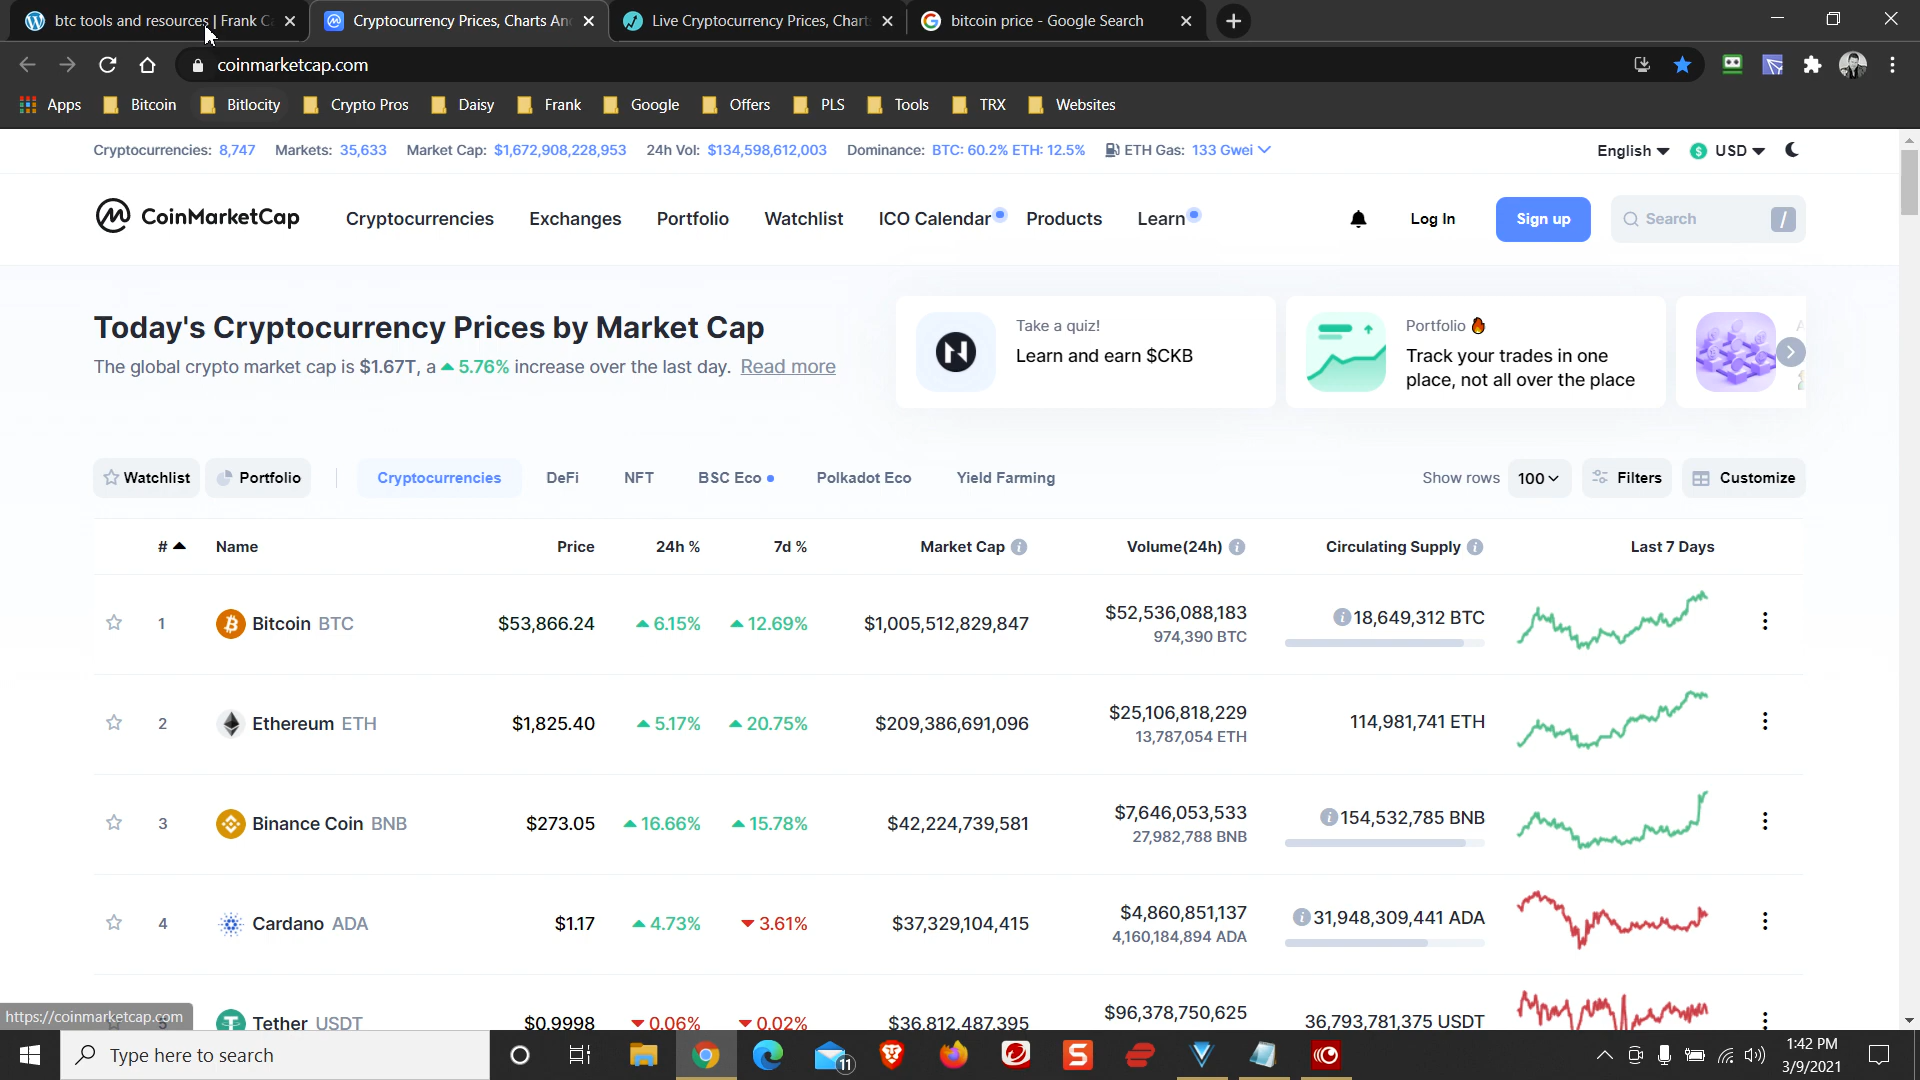 btc tools and resources | Frank C
Cryptocurrency Prices, Charts An
Live Cryptocurrency Prices, Chart
bitcoin price - Google Search
coinmarketcap.com
Apps Bitcoin Bitlocity Crypto Pros Daisy Frank Google Offers PLS Tools TRX Websites
Cryptocurrencies: 8,747 Markets: 35,633 Market Cap: $1,672,908,228,953 24h Vol: $134,598,612,003 Dominance: BTC: 60.2% ETH: 12.5% ETH Gas: 133 Gwei English USD
CoinMarketCap Cryptocurrencies Exchanges Portfolio Watchlist ICO Calendar Products Learn Log In Sign up Search /
Today's Cryptocurrency Prices by Market Cap
The global crypto market cap is $1.67T, a 5.76% increase over the last day. Read more
Take a quiz!
Learn and earn $CKB
Portfolio 🔥
Track your trades in one
place, not all over the place
Watchlist Portfolio Cryptocurrencies DeFi NFT BSC Eco Polkadot Eco Yield Farming Show rows 100 Filters Customize
# Name Price 24h % 7d % Market Cap Volume(24h) Circulating Supply Last 7 Days
1 Bitcoin BTC $53,866.24 6.15% 12.69% $1,005,512,829,847 $52,536,088,183 18,649,312 BTC
974,390 BTC
2 Ethereum ETH $1,825.40 5.17% 20.75% $209,386,691,096 $25,106,818,229 114,981,741 ETH
13,787,054 ETH
3 Binance Coin BNB $273.05 16.66% 15.78% $42,224,739,581 $7,646,053,533 154,532,785 BNB
27,982,788 BNB
4 Cardano ADA $1.17 4.73% 3.61% $37,329,104,415 $4,860,851,137 31,948,309,441 ADA
4,160,184,894 ADA
5 Tether USDT $0.9998 0.06% 0.02% $36,812,487,395 $96,378,750,625 36,793,781,375 USDT
https://coinmarketcap.com
Type here to search
11
1:42 PM
3/9/2021